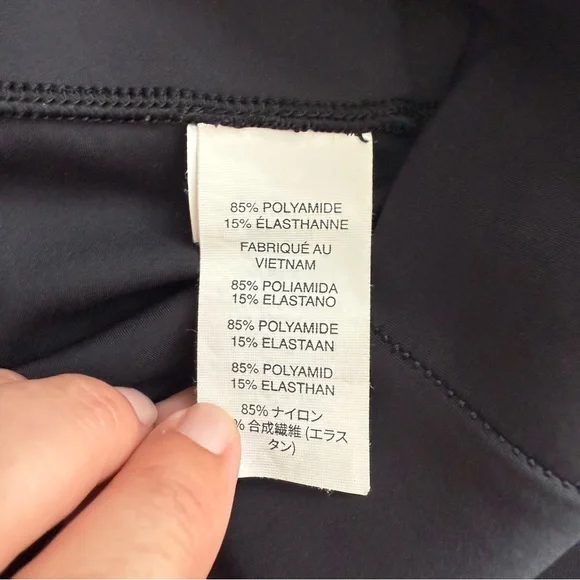 85% POLYAMIDE
15% ÉLASTHANNE
FABRIQUÉ AU
VIETNAM
85% POLIAMIDA
15% ELASTANO
85% POLYAMIDE
15% ELASTAAN
85% POLYAMID
15% ELASTHAN
85% ナイロン
% 合成繊維 (エラス
タン)